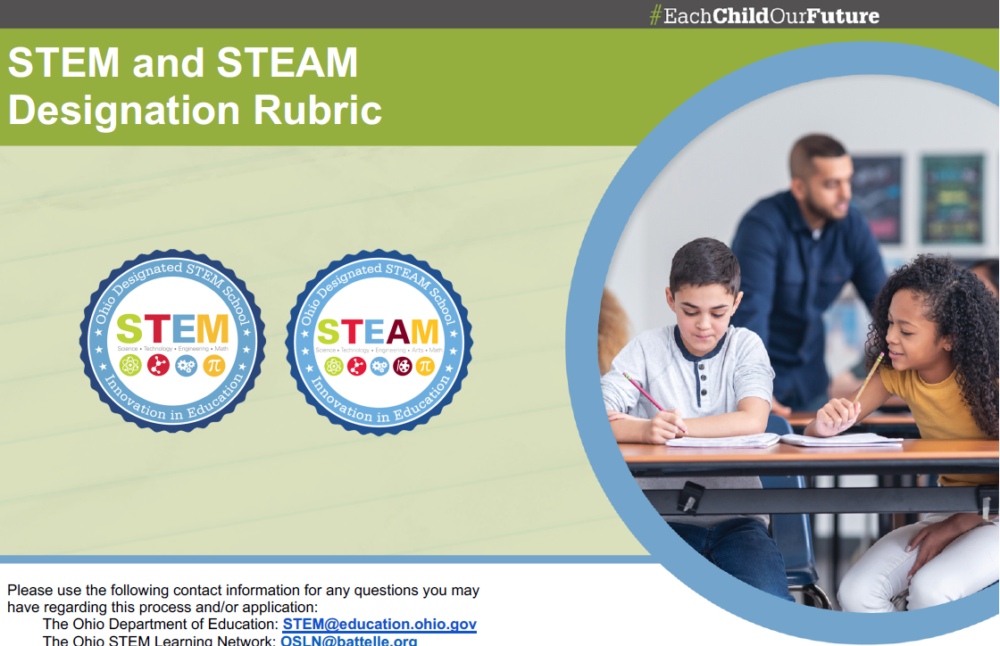 #EachChildOurFuture
STEM and STEAM
Designation Rubric
Ohio Designated STEM School
STEM
Science • Technology • Engineering • Math
π
Innovation in Education
Ohio Designated STEAM School
STEAM
Science • Technology • Engineering • Arts • Math
π
Innovation in Education
Please use the following contact information for any questions you may
have regarding this process and/or application:
The Ohio Department of Education: STEM@education.ohio.gov
The Ohio STEM Learning Network: OSLN@battelle.org